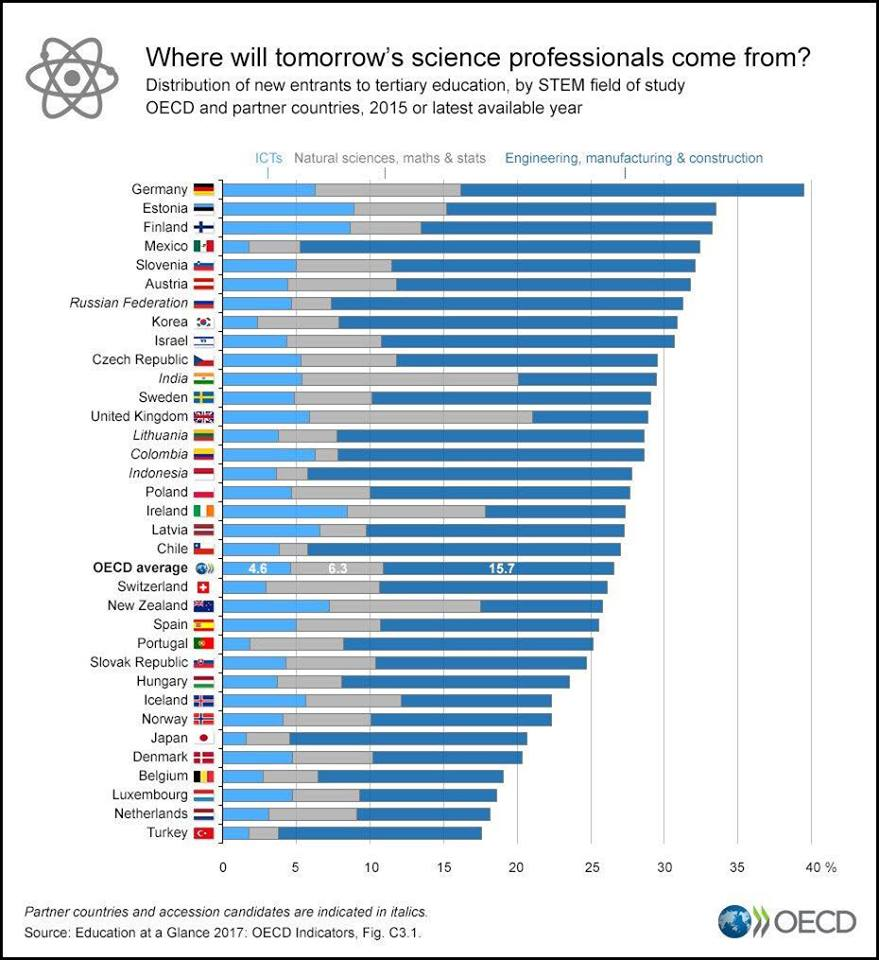 Where will tomorrow's science professionals come from?
Distribution of new entrants to tertiary education, by STEM field of study
OECD and partner countries, 2015 or latest available year
ICTs Natural sciences, maths & stats Engineering, manufacturing & construction
Germany
Estonia
Finland
Mexico
Slovenia
Austria
Russian Federation
Korea
Israel
Czech Republic
India
Sweden
United Kingdom
Lithuania
Colombia
Indonesia
Poland
Ireland
Latvia
Chile
OECD average 4.6 6.3 15.7
Switzerland
New Zealand
Spain
Portugal
Slovak Republic
Hungary
Iceland
Norway
Japan
Denmark
Belgium
Luxembourg
Netherlands
Turkey
0 5 10 15 20 25 30 35 40 %
Partner countries and accession candidates are indicated in italics.
Source: Education at a Glance 2017: OECD Indicators, Fig. C3.1.
OECD